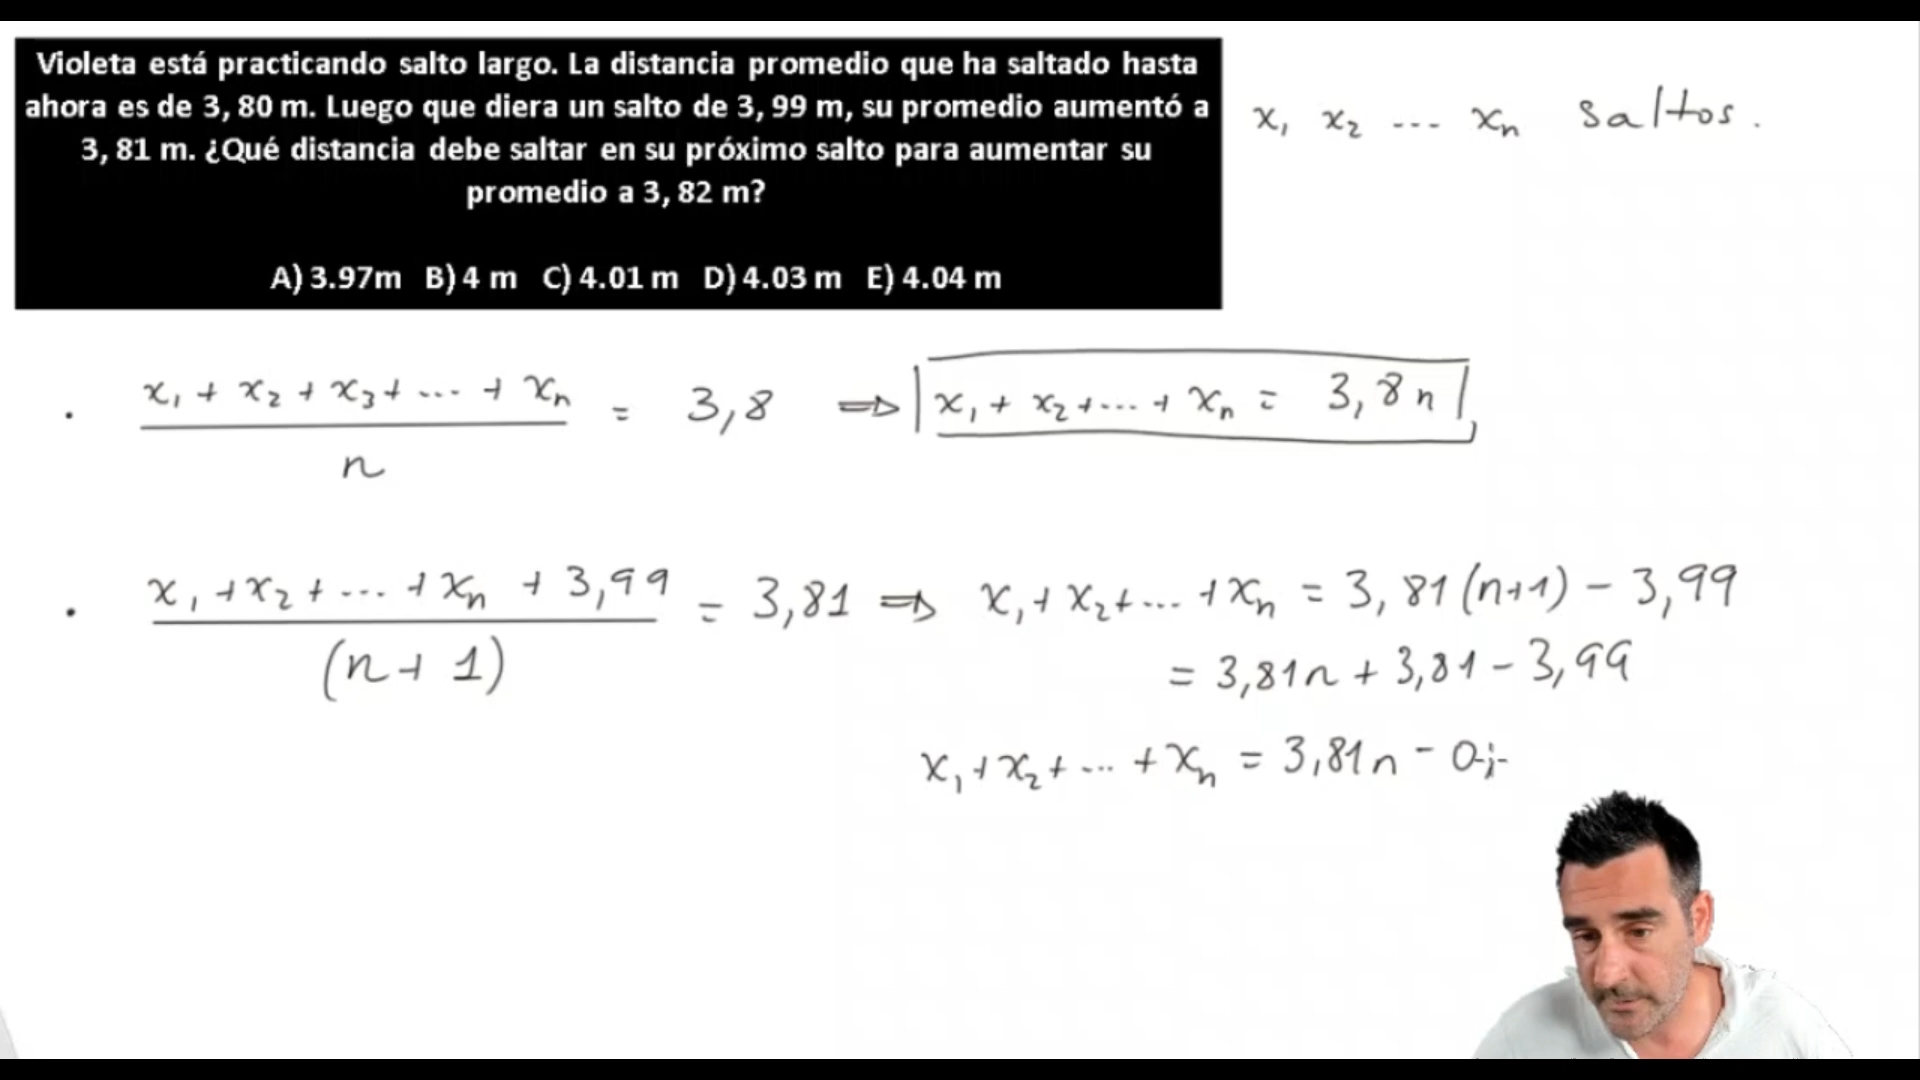 Violeta está practicando salto largo. La distancia promedio que ha saltado hasta
ahora es de 3, 80 m. Luego que diera un salto de 3, 99 m, su promedio aumentó a
3, 81 m. ¿Qué distancia debe saltar en su próximo salto para aumentar su
promedio a 3, 82 m?
A) 3.97m B) 4 m C) 4.01 m D) 4.03 m E) 4.04 m
x₁ x₂ ... xₙ saltos.
x₁ + x₂ + x₃ + ... + xₙ
n
= 3,8 ⇒ x₁ + x₂ + ... + xₙ = 3,8n
x₁ + x₂ + ... + xₙ + 3,99
(n + 1)
= 3,81 ⇒ x₁ + x₂ + ... + xₙ = 3,81(n+1) - 3,99
= 3,81n + 3,81 - 3,99
x₁ + x₂ + ... + xₙ = 3,81n - 0,